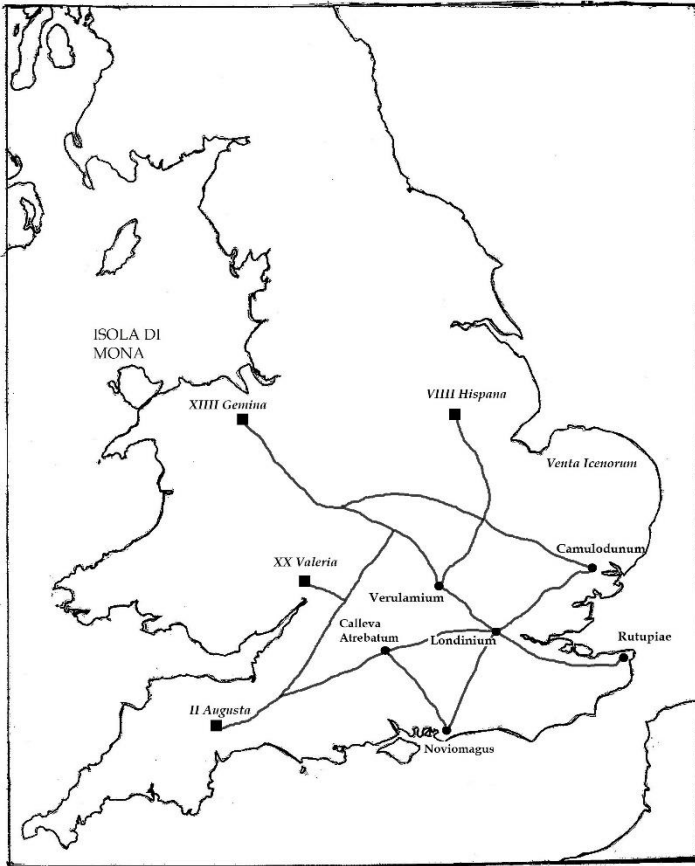 ISOLA DI
MONA
XIIII Gemina
VIIII Hispana
Venta Icenorum
Camulodunum
XX Valeria
Verulamium
Calleva
Atrebatum
Londinium
Rutupiae
II Augusta
Noviomagus